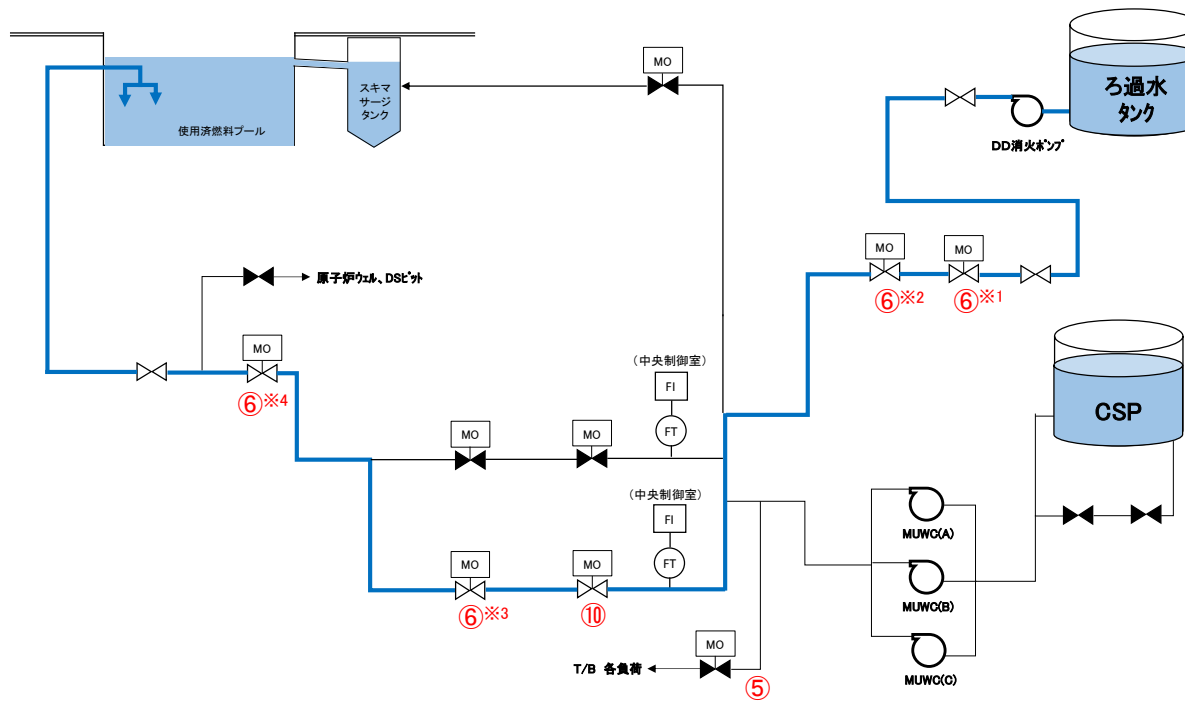 MO
スキマ
サージ
タンク
使用済燃料プール
ろ過水
タンク
DD消火ポンプ
MO
MO
⑥※2
⑥※1
原子炉ウェル、DSピット
MO
⑥※4
(中央制御室)
FI
FT
MO
MO
CSP
(中央制御室)
FI
FT
MO
MO
⑥※3
⑩
MUWC(A)
MUWC(B)
MUWC(C)
MO
T/B 各負荷
⑤